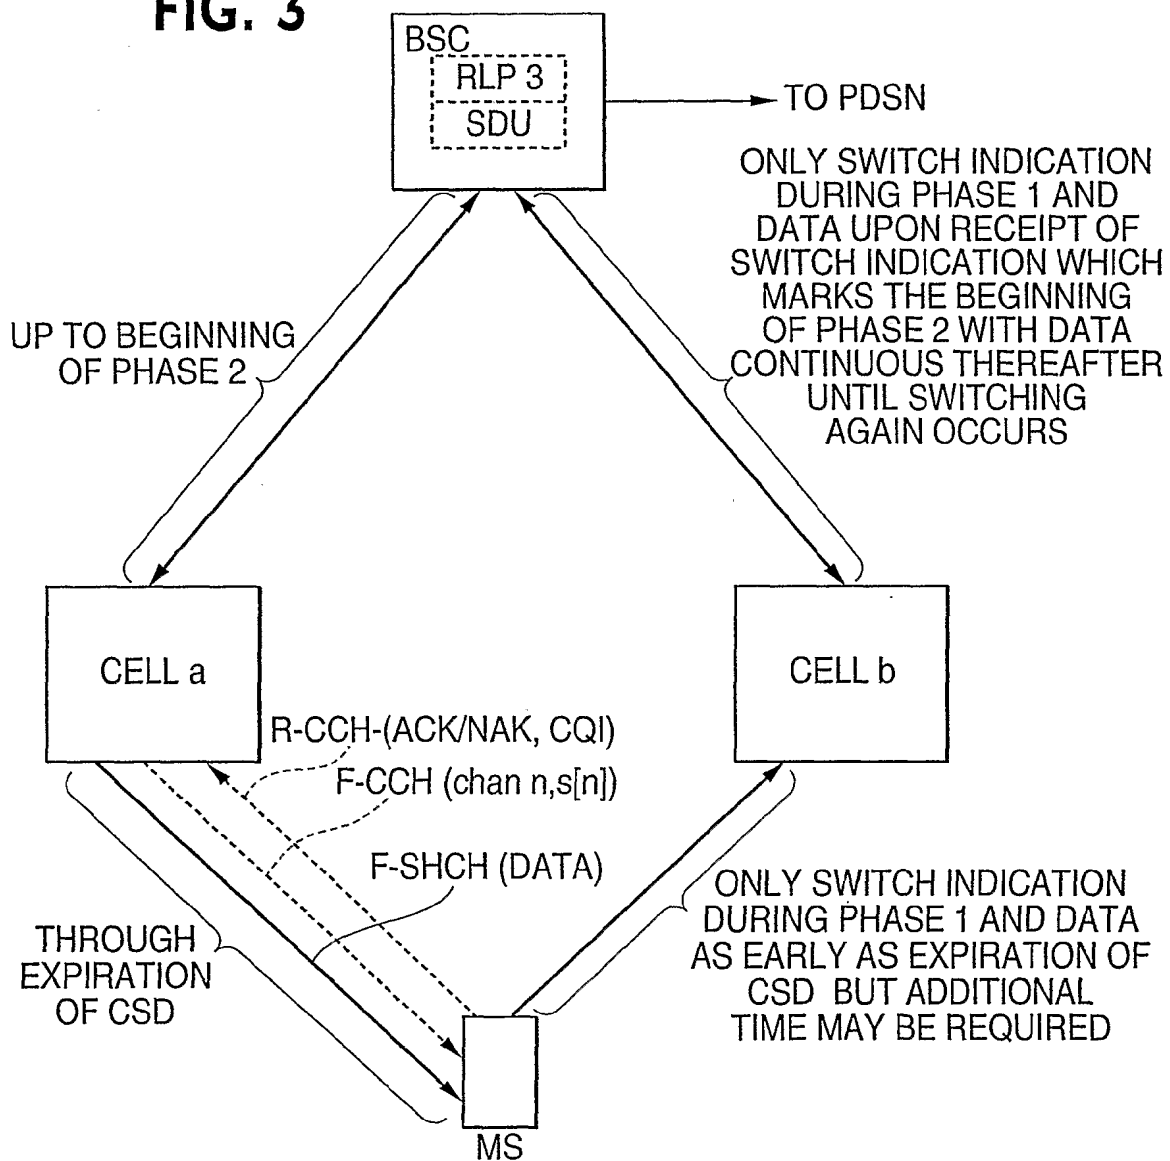 FIG. 3
BSC
RLP 3
SDU
TO PDSN
ONLY SWITCH INDICATION
DURING PHASE 1 AND
DATA UPON RECEIPT OF
SWITCH INDICATION WHICH
MARKS THE BEGINNING
OF PHASE 2 WITH DATA
CONTINUOUS THEREAFTER
UNTIL SWITCHING
AGAIN OCCURS
UP TO BEGINNING
OF PHASE 2
CELL a
CELL b
R-CCH-(ACK/NAK, CQI)
F-CCH (chan n,s[n])
F-SHCH (DATA)
THROUGH
EXPIRATION
OF CSD
ONLY SWITCH INDICATION
DURING PHASE 1 AND DATA
AS EARLY AS EXPIRATION OF
CSD BUT ADDITIONAL
TIME MAY BE REQUIRED
MS